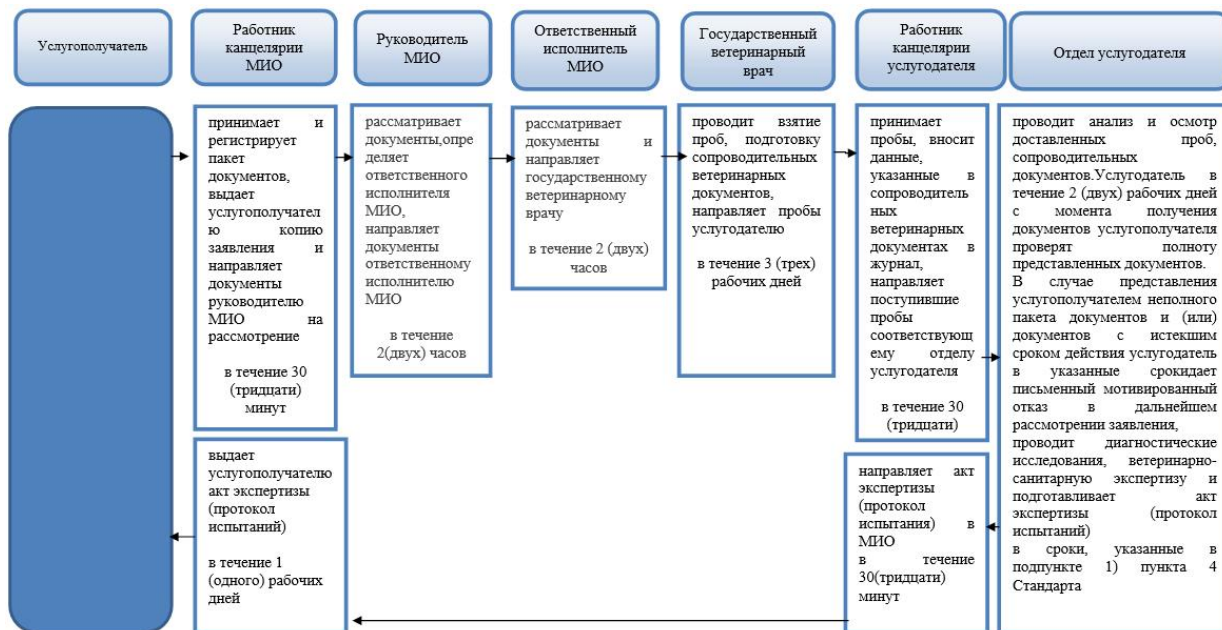 Услугополучатель
Работник
канцелярии
МИО
Руководитель
МИО
Ответственный
исполнитель
МИО
Государственный
ветеринарный
врач
Работник
канцелярии
услугодателя
Отдел услугодателя
принимает и
регистрирует
пакет
документов,
выдает
услугополучател
ю копию
заявления и
направляет
документы
руководителю
МИО на
рассмотрение
в течение 30
(тридцати)
минут
рассматривает
документы,опре
деляет
ответственного
исполнителя
МИО,
направляет
документы
ответственному
исполнителю
МИО
в течение
2(двух) часов
рассматривает
документы и
направляет
государственному
ветеринарному
врачу
в течение 2 (двух)
часов
проводит взятие
проб, подготовку
сопроводительных
ветеринарных
документов,
направляет пробы
услугодателю
в течение 3 (трех)
рабочих дней
принимает
пробы, вносит
данные,
указанные в
сопроводитель
ных
ветеринарных
документах в
журнал,
направляет
поступившие
пробы
соответствующ
ему отделу
услугодателя
в течение 30
(тридцати)
проводит анализ и осмотр
доставленных проб,
сопроводительных
документов.Услугодатель в
течение 2 (двух) рабочих дней
с момента получения
документов услугополучателя
проверят полноту
представленных документов.
В случае представления
услугополучателем неполного
пакета документов и (или)
документов с истекшим
сроком действия услугодатель
в указанные срокидает
письменный мотивированный
отказ в дальнейшем
рассмотрении заявления,
проводит диагностические
исследования, ветеринарно-
санитарную экспертизу и
подготавливает акт
экспертизы (протокол
испытаний)
в сроки, указанные в
подпункте 1) пункта 4
Стандарта
выдает
услугополучателю
акт экспертизы
(протокол
испытаний)
в течение 1
(одного) рабочих
дней
направляет акт
экспертизы
(протокол
испытания) в
МИО
в течение
30(тридцати)
минут